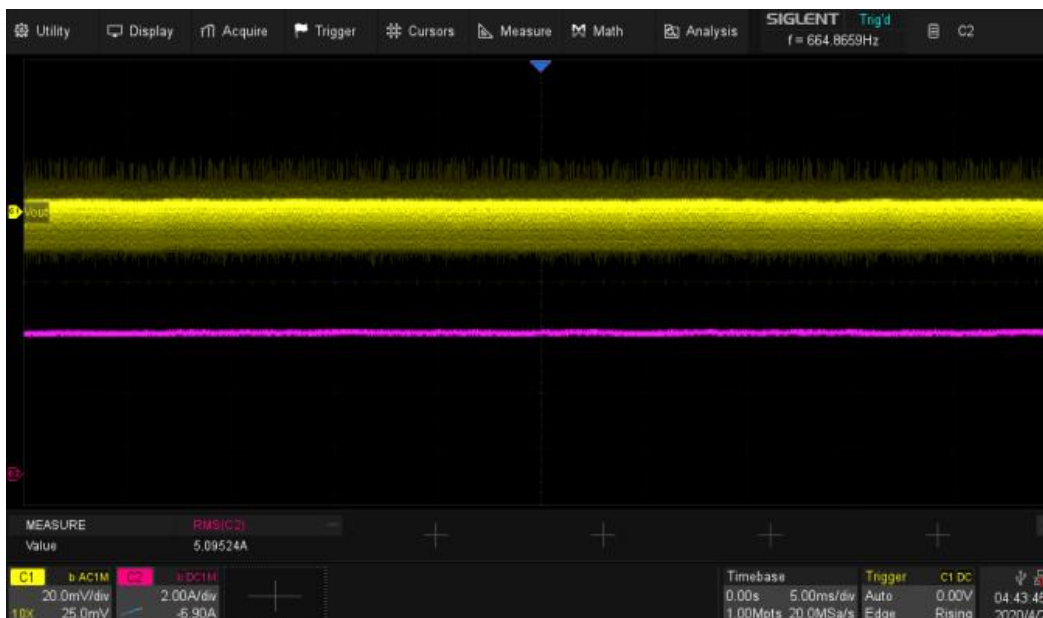 Utility Display Acquire Trigger Cursors Measure Math Analysis SIGLENT Trig'd C2
f = 664.8659Hz
Vout
MEASURE RMS(C2)
Value 5.09524A
C1 AC1M C2 DC1M Timebase Trigger C1 DC
20.0mV/div 2.00A/div 0.00s 5.00ms/div Auto 0.00V 04:43:45
10X 25.0mV -6.90A 1.00Mpts 20.0MSa/s Edge Rising